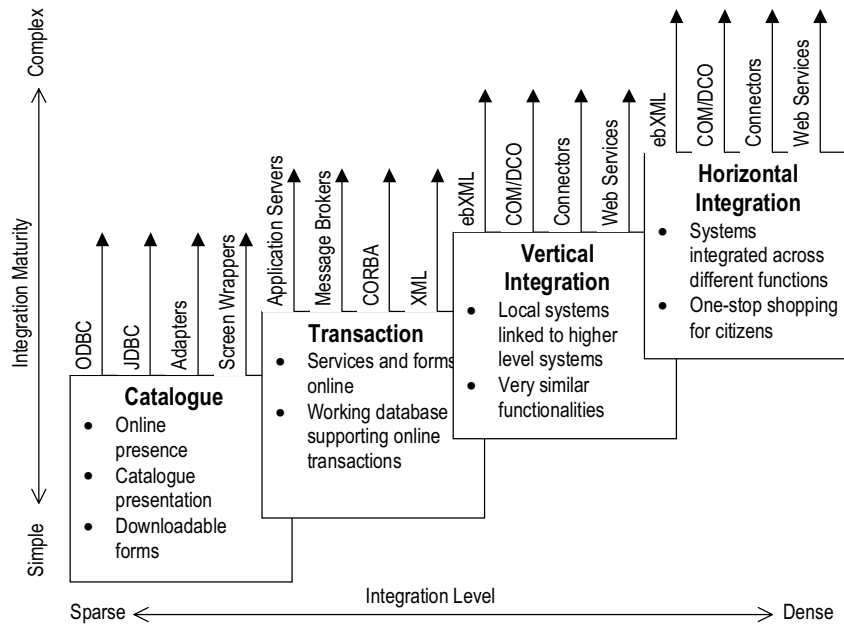 Complex
Integration Maturity
Simple
ODBC
JDBC
Adapters
Screen Wrappers
Catalogue
• Online
presence
• Catalogue
presentation
• Downloadable
forms
Application Servers
Message Brokers
CORBA
XML
Transaction
• Services and forms
online
• Working database
supporting online
transactions
ebXML
COM/DCO
Connectors
Web Services
Vertical
Integration
• Local systems
linked to higher
level systems
• Very similar
functionalities
ebXML
COM/DCO
Connectors
Web Services
Horizontal
Integration
• Systems
integrated across
different functions
• One-stop shopping
for citizens
Sparse
Integration Level
Dense